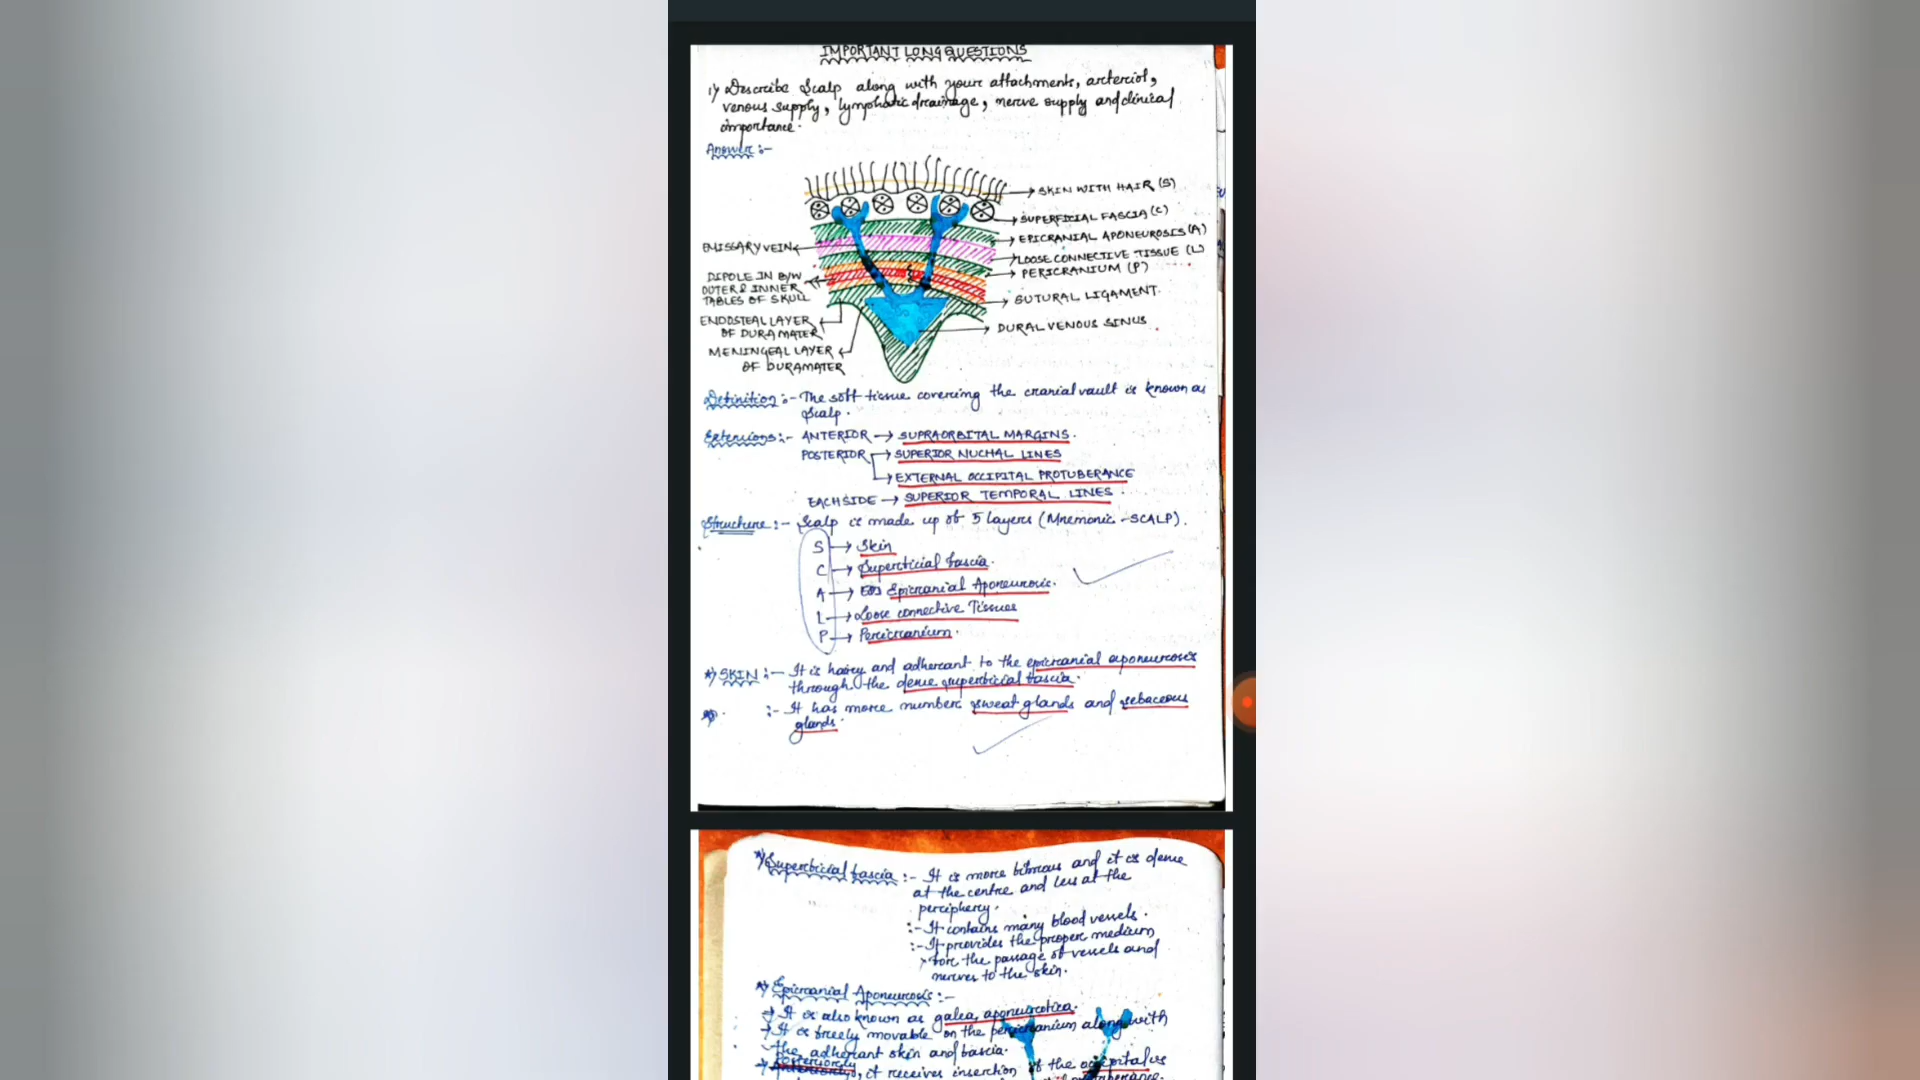 IMPORTANT LONG QUESTIONS
1) Describe Scalp along with your attachments, arterial,
venous supply, lymphatic drainage, nerve supply and clinical
importance.
Answer :-
SKIN WITH HAIR (S)
SUPERFICIAL FASCIA (C)
EPICRANIAL APONEUROSIS (A)
LOOSE CONNECTIVE TISSUE (L)
PERICRANIUM (P)
SUTURAL LIGAMENT
DURAL VENOUS SINUS
EMISSARY VEIN
DIPOLE IN B/W
OUTER & INNER
TABLES OF SKULL
ENDOSTEAL LAYER
OF DURAMATER
MENINGEAL LAYER
OF DURAMATER
Definition :- The soft tissue covering the cranial vault is known as
Scalp.
Extensions :- ANTERIOR → SUPRAORBITAL MARGINS.
POSTERIOR → SUPERIOR NUCHAL LINES
→ EXTERNAL OCCIPITAL PROTUBERANCE
EACHSIDE → SUPERIOR TEMPORAL LINES.
Structure :- Scalp is made up of 5 layers (Mnemonic - SCALP).
S → Skin
C → Superficial fascia.
A → Epicranial Aponeurosis.
L → Loose connective Tissues
P → Pericranium.
*) SKIN :- It is hairy and adherant to the epicranial aponeuroses
through the dense superficial fascia.
:- It has more number sweat glands and sebaceous
glands.
*) Superficial fascia :- It is more fibrous and it is dense
at the centre and less at the
periphery.
:- It contains many blood vessels.
:- It provides the proper medium
for the passage of vessels and
nerves to the skin.
*) Epicranial Aponeurosis :-
→ It is also known as galea aponeurotica.
→ It is freely movable on the pericranium along with
the adherant skin and fascia.
Posteriorly
→ it receives insertion of the occipitalis